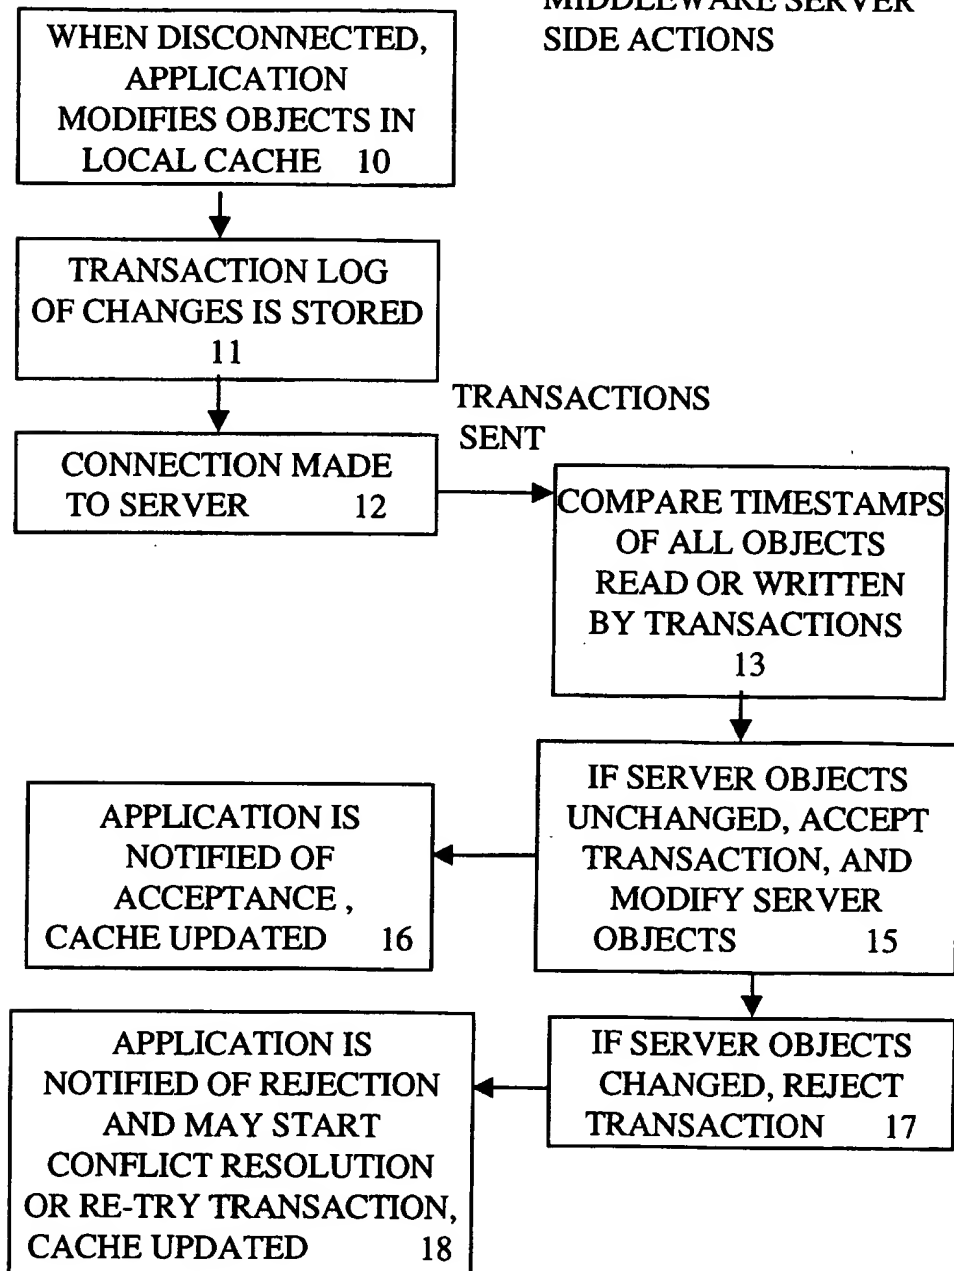 MIDDLEWARE SERVER
SIDE ACTIONS
WHEN DISCONNECTED,
APPLICATION
MODIFIES OBJECTS IN
LOCAL CACHE 10
TRANSACTION LOG
OF CHANGES IS STORED
11
TRANSACTIONS
SENT
CONNECTION MADE
TO SERVER 12
COMPARE TIMESTAMPS
OF ALL OBJECTS
READ OR WRITTEN
BY TRANSACTIONS
13
IF SERVER OBJECTS
UNCHANGED, ACCEPT
TRANSACTION, AND
MODIFY SERVER
OBJECTS 15
APPLICATION IS
NOTIFIED OF
ACCEPTANCE ,
CACHE UPDATED 16
IF SERVER OBJECTS
CHANGED, REJECT
TRANSACTION 17
APPLICATION IS
NOTIFIED OF REJECTION
AND MAY START
CONFLICT RESOLUTION
OR RE-TRY TRANSACTION,
CACHE UPDATED 18